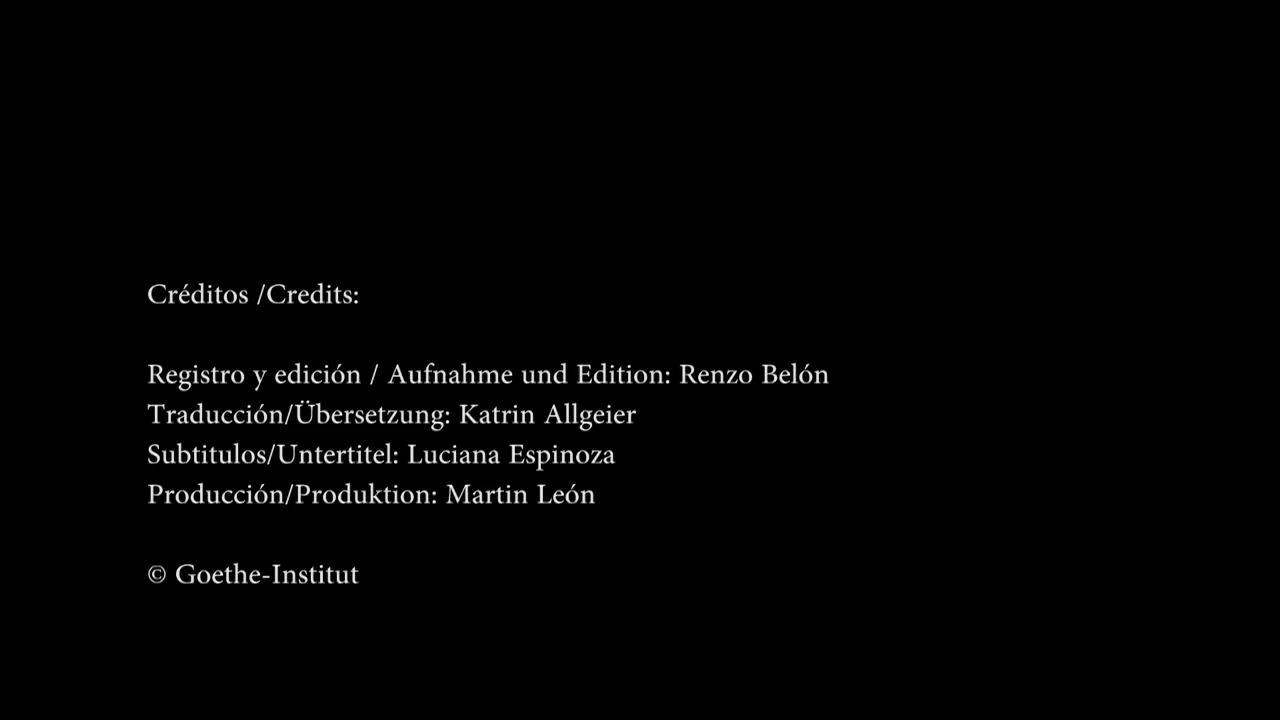 Créditos /Credits:
Registro y edición / Aufnahme und Edition: Renzo Belón
Traducción/Übersetzung: Katrin Allgeier
Subtitulos/Untertitel: Luciana Espinoza
Producción/Produktion: Martin León
© Goethe-Institut